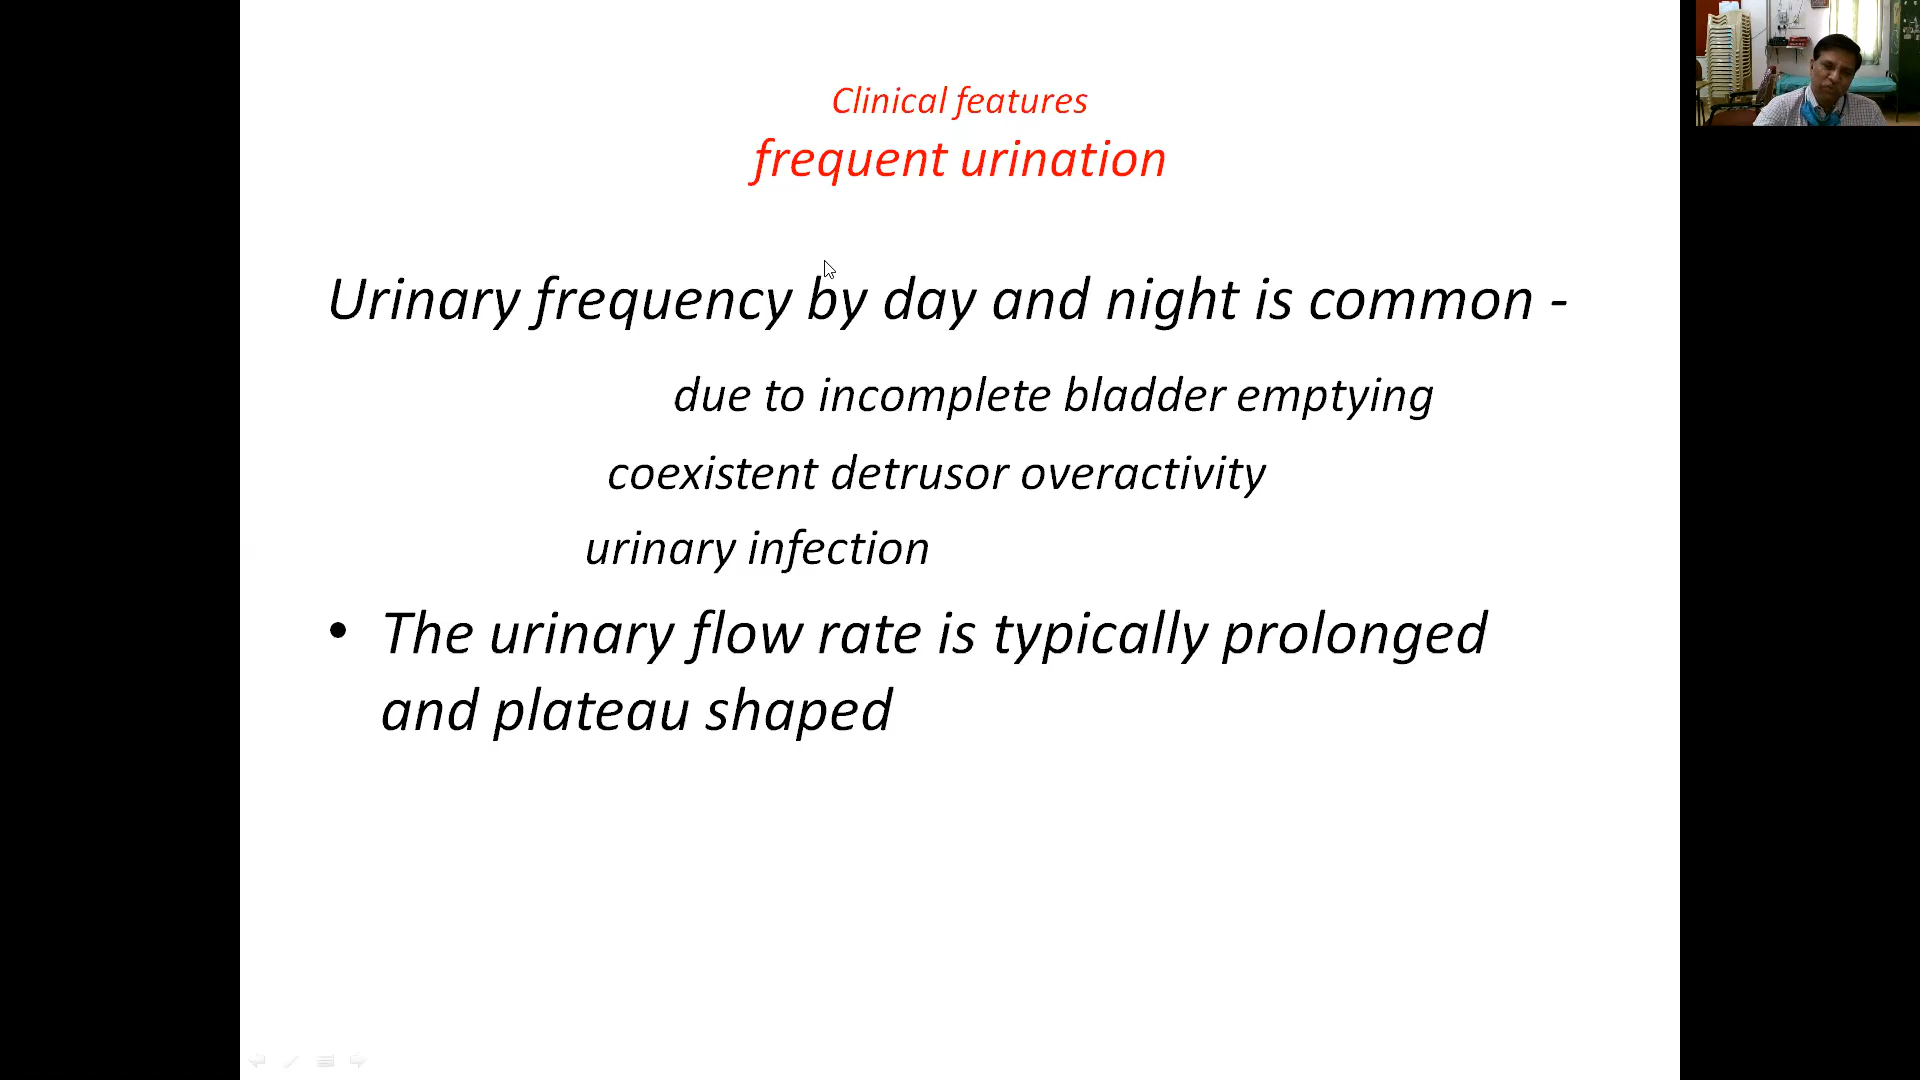 Clinical features
frequent urination
Urinary frequency by day and night is common -
due to incomplete bladder emptying
coexistent detrusor overactivity
urinary infection
• The urinary flow rate is typically prolonged
and plateau shaped